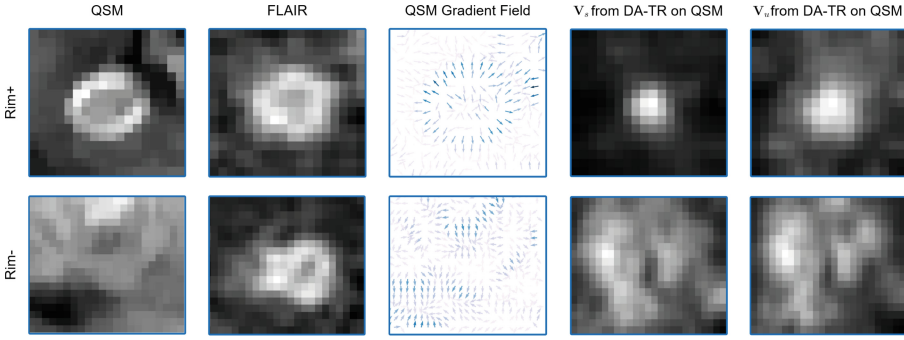 QSM
FLAIR
QSM Gradient Field
Vₛ from DA-TR on QSM
Vᵤ from DA-TR on QSM
Rim+
Rim-